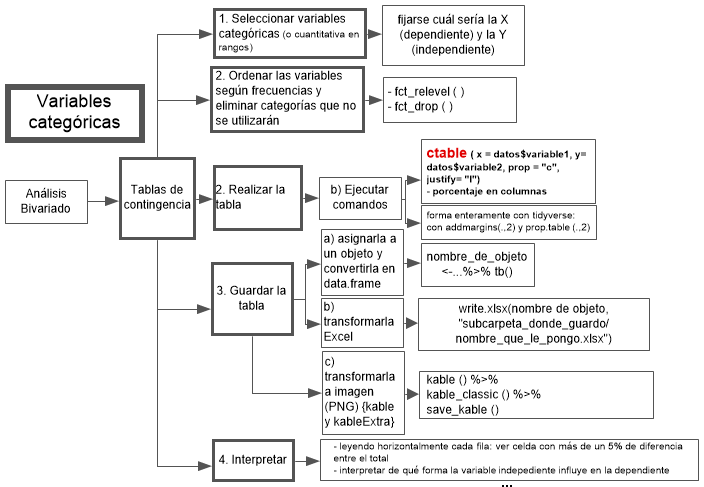 Variables
categóricas
Análisis
Bivariado
Tablas de
contingencia
1. Seleccionar variables
categóricas (o cuantitativa en
rangos)
fijarse cuál sería la X
(dependiente) y la Y
(independiente)
2. Ordenar las variables
según frecuencias y
eliminar categorías que no
se utilizarán
- fct_relevel ( )
- fct_drop ( )
2. Realizar la
tabla
b) Ejecutar
comandos
ctable ( x = datos$variable1, y=
datos$variable2, prop = "c",
justify= "l")
- porcentaje en columnas
forma enteramente con tidyverse:
con addmargins(.,2) y prop.table (.,2)
3. Guardar la
tabla
a) asignarla a
un objeto y
convertirla en
data.frame
nombre_de_objeto
<-...%>% tb()
b)
transformarla
Excel
write.xlsx(nombre de objeto,
"subcarpeta_donde_guardo/
nombre_que_le_pongo.xlsx")
c)
transformarla
a imagen
(PNG) {kable
y kableExtra}
kable () %>%
kable_classic () %>%
save_kable ()
4. Interpretar
- leyendo horizontalmente cada fila: ver celda con más de un 5% de diferencia
entre el total
- interpretar de qué forma la variable indepediente influye en la dependiente
...